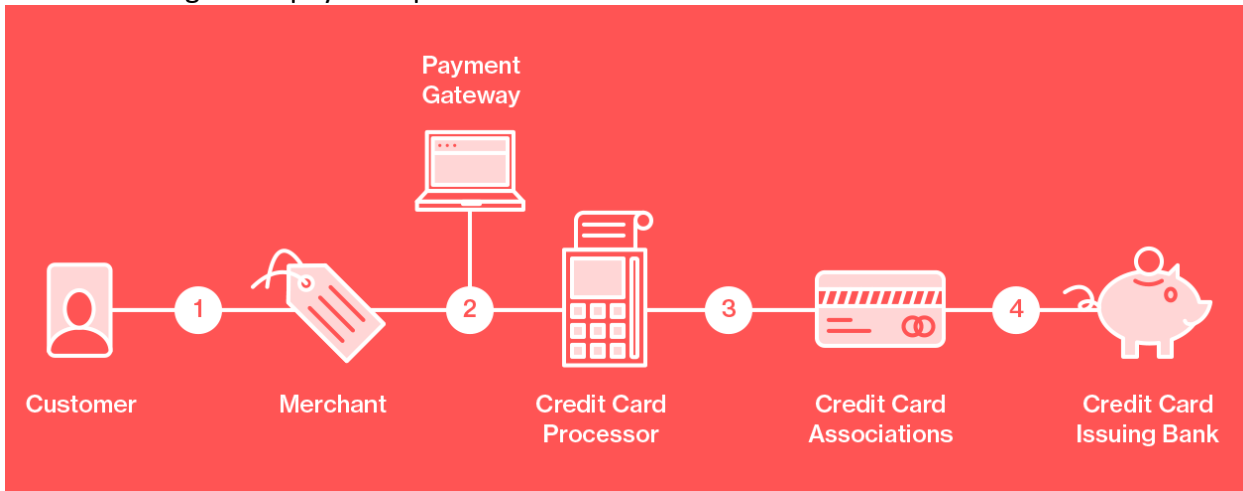 Payment
Gateway
1
2
3
4
Customer
Merchant
Credit Card
Processor
Credit Card
Associations
Credit Card
Issuing Bank